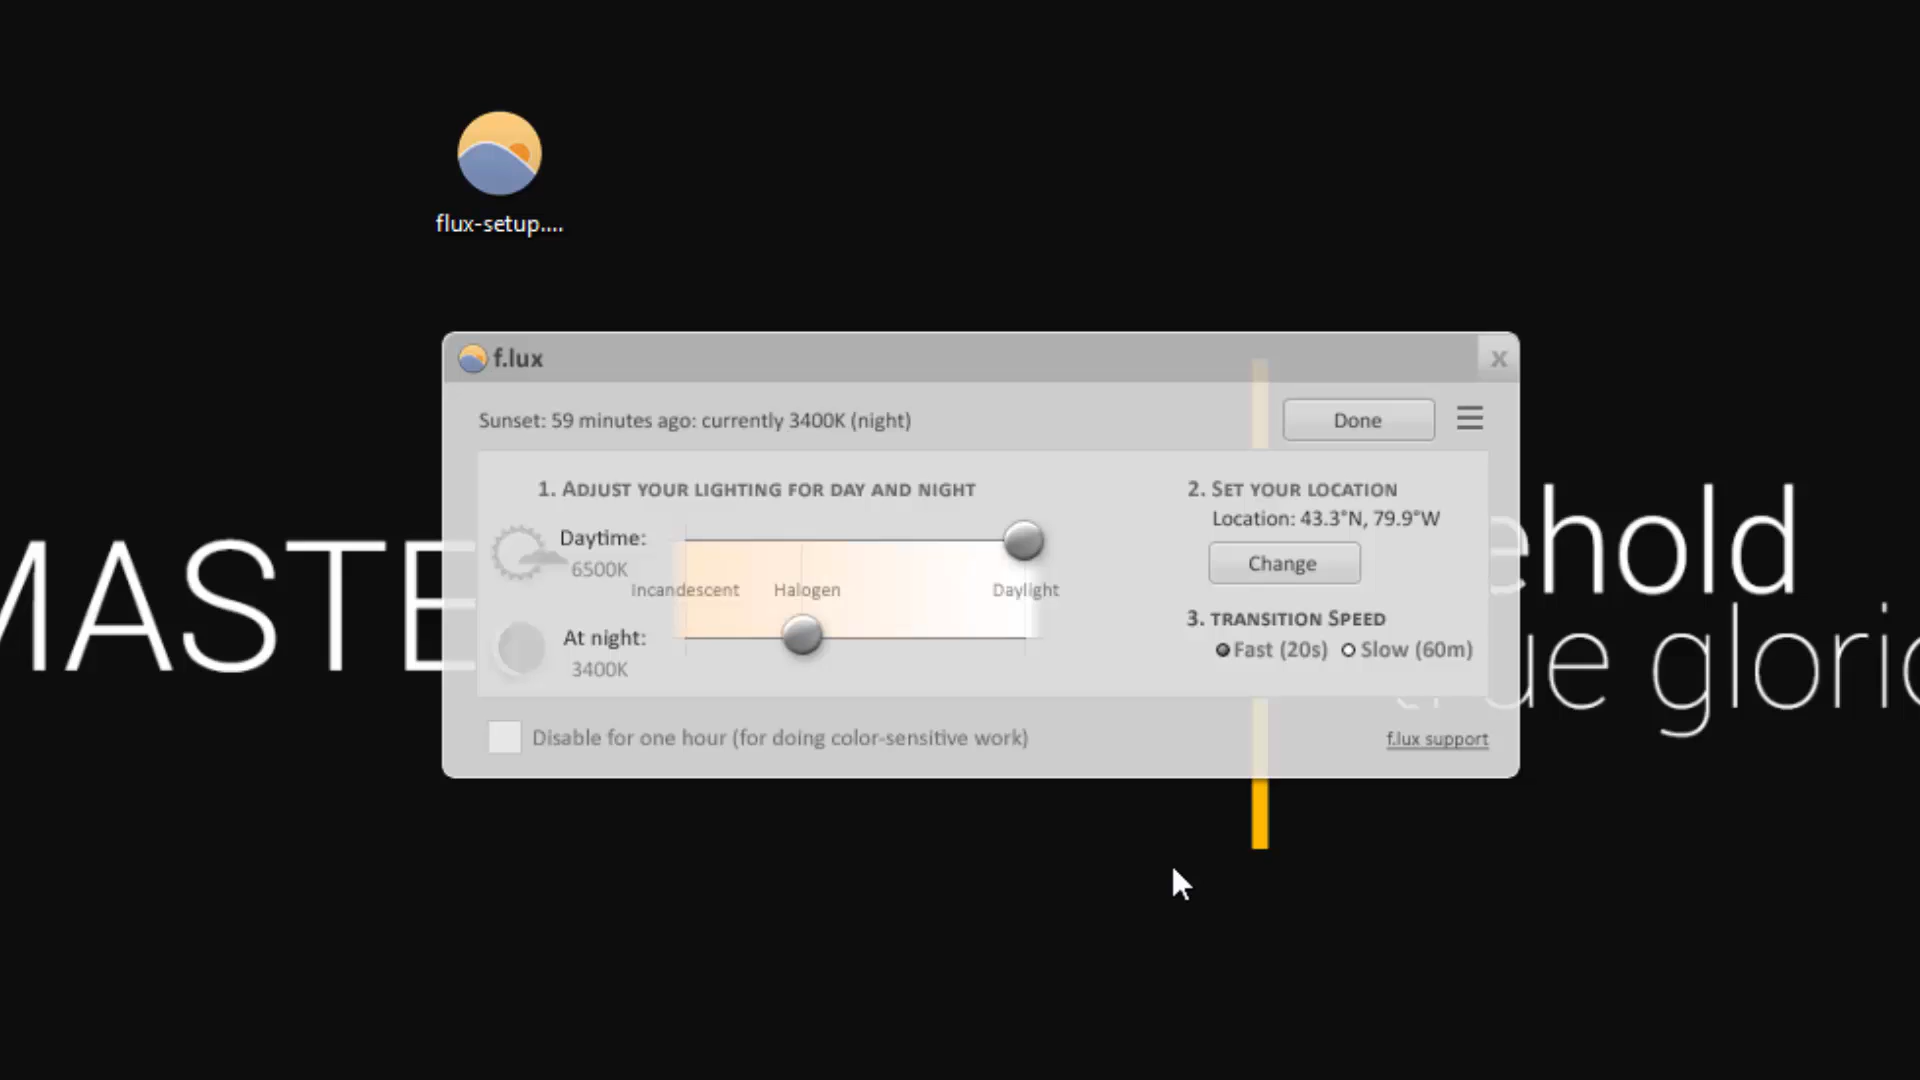 flux-setup....
f.lux
x
Sunset: 59 minutes ago: currently 3400K (night)
Done
1. ADJUST YOUR LIGHTING FOR DAY AND NIGHT
2. SET YOUR LOCATION
Location: 43.3°N, 79.9°W
Daytime:
6500K
Change
Incandescent
Halogen
Daylight
3. TRANSITION SPEED
At night:
3400K
Fast (20s)
Slow (60m)
Disable for one hour (for doing color-sensitive work)
f.lux support
MASTE
ehold
true glorio